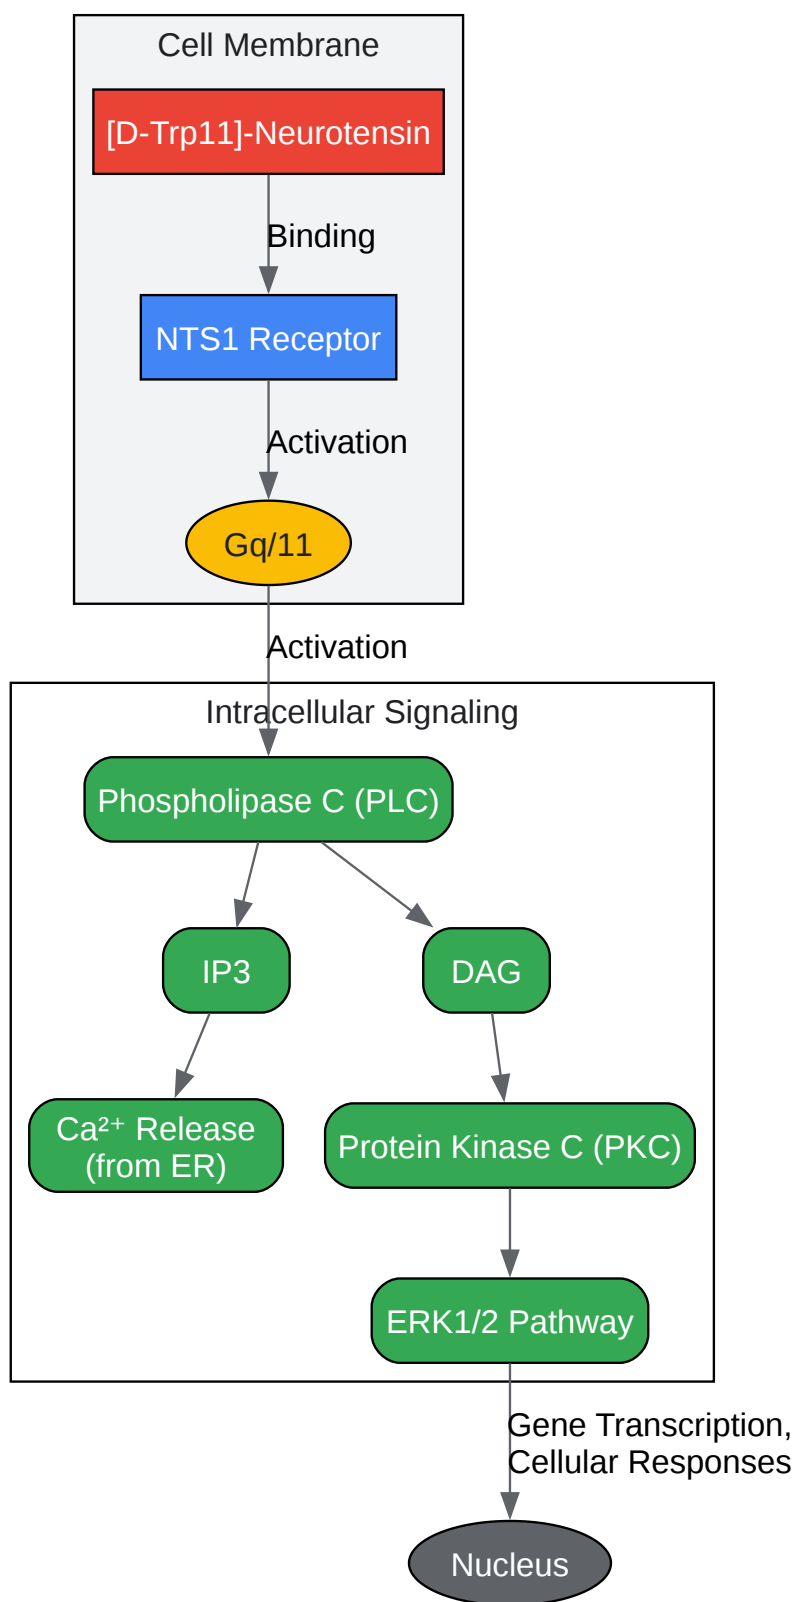 Cell Membrane
[D-Trp11]-Neurotensin
Binding
NTS1 Receptor
Activation
Gq/11
Activation
Intracellular Signaling
Phospholipase C (PLC)
IP3
DAG
Ca²⁺ Release
(from ER)
Protein Kinase C (PKC)
ERK1/2 Pathway
Gene Transcription,
Cellular Responses
Nucleus